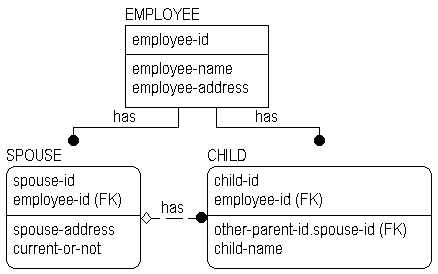 EMPLOYEE
employee-id
employee-name
employee-address
has
has
SPOUSE
spouse-id
employee-id (FK)
spouse-address
current-or-not
has
CHILD
child-id
employee-id (FK)
other-parent-id.spouse-id (FK)
child-name